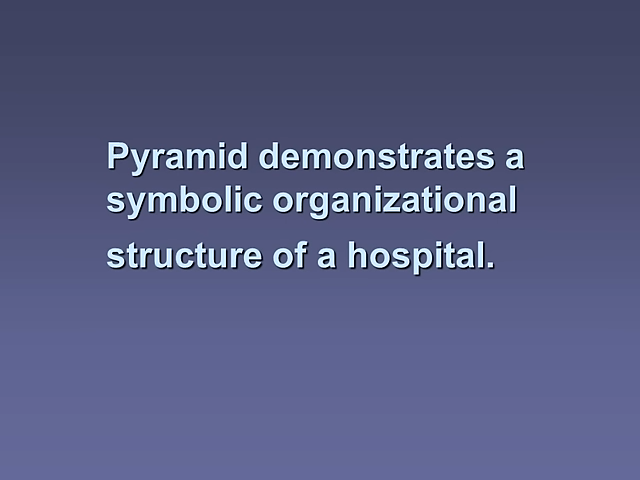 Pyramid demonstrates a
symbolic organizational
structure of a hospital.